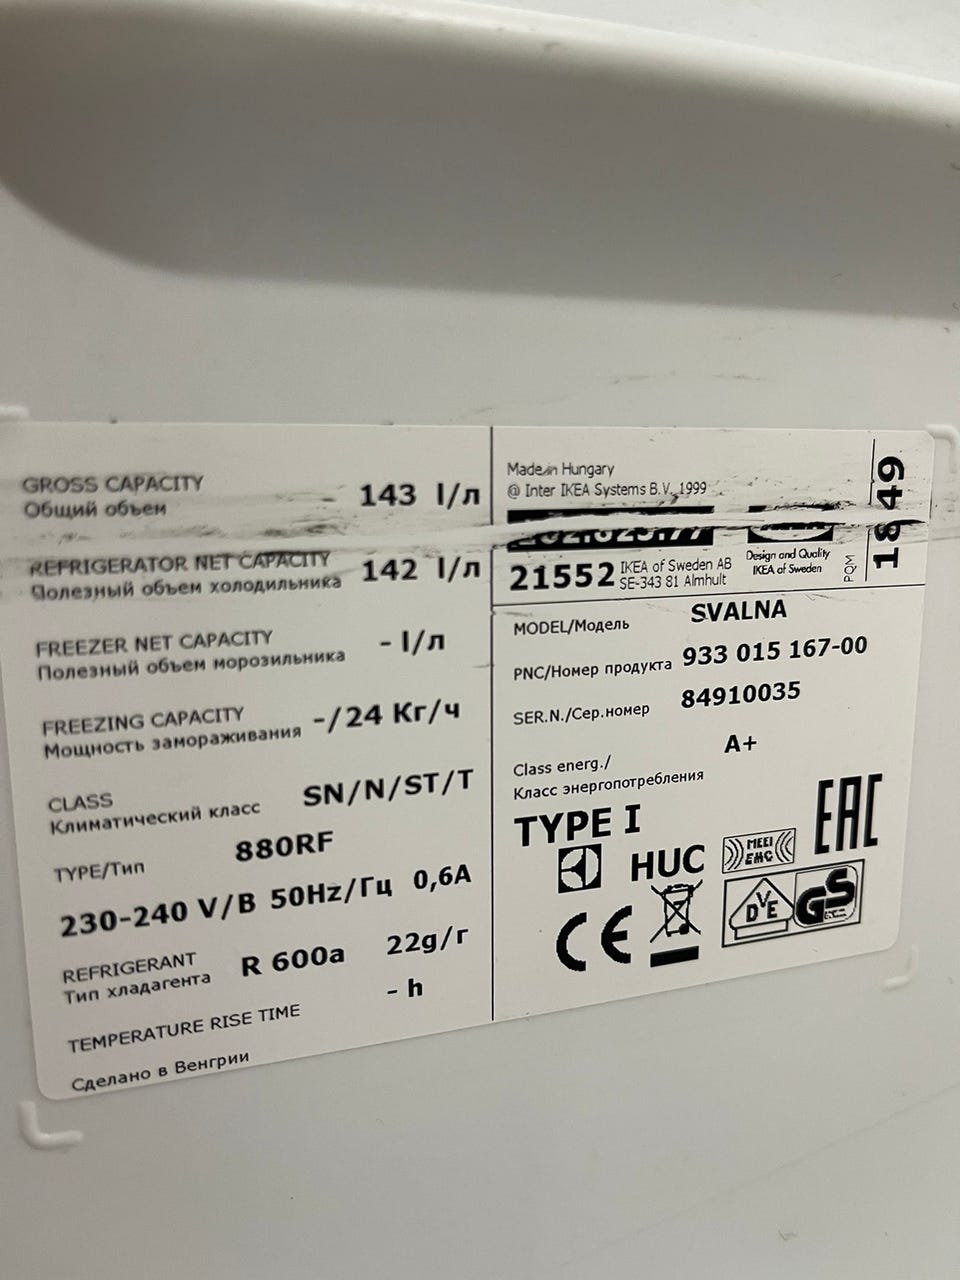 GROSS CAPACITY
Общий объем
143 l/л
REFRIGERATOR NET CAPACITY
Полезный объем холодильника
142 l/л
FREEZER NET CAPACITY
Полезный объем морозильника
- l/л
FREEZING CAPACITY
Мощность замораживания
-/24 Кг/ч
CLASS
Климатический класс
SN/N/ST/T
TYPE/Тип
880RF
230-240 V/В 50Hz/Гц 0,6A
REFRIGERANT
Тип хладагента
R 600a 22g/г
TEMPERATURE RISE TIME
- h
Сделано в Венгрии
Made in Hungary
@ Inter IKEA Systems B.V. 1999
21552
IKEA of Sweden AB
SE-343 81 Almhult
Design and Quality
IKEA of Sweden
PQM
1849
MODEL/Модель
SVALNA
PNC/Номер продукта
933 015 167-00
SER.N./Сер.номер
84910035
Class energ./
Класс энергопотребления
A+
TYPE I
HUC
MEEI
EMC
EAC
CE
DVE
GS